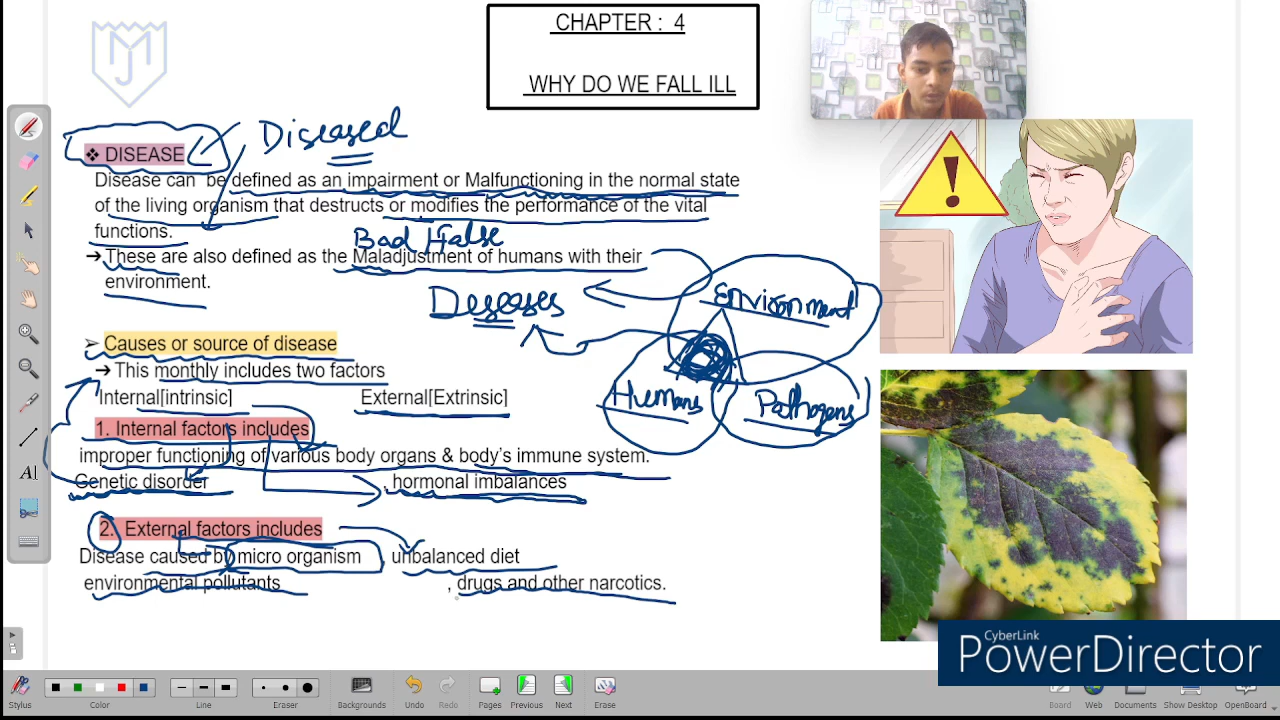 CHAPTER : 4
WHY DO WE FALL ILL
Diseased
❖ DISEASE
Disease can be defined as an impairment or Malfunctioning in the normal state
of the living organism that destructs or modifies the performance of the vital
functions.
Bad/false
➔These are also defined as the Maladjustment of humans with their
environment.
Deseases
Environment
Humans
Pathogens
➢ Causes or source of disease
➔ This monthly includes two factors
Internal[intrinsic] External[Extrinsic]
1. Internal factors includes
improper functioning of various body organs & body's immune system.
Genetic disorder , hormonal imbalances
2. External factors includes
Disease caused by micro organism , unbalanced diet
environmental pollutants , drugs and other narcotics.
CyberLink
PowerDirector
Stylus
Color
Line
Eraser
Backgrounds
Undo
Redo
Pages
Previous
Next
Erase
Board
Web
Documents
Show Desktop
OpenBoard